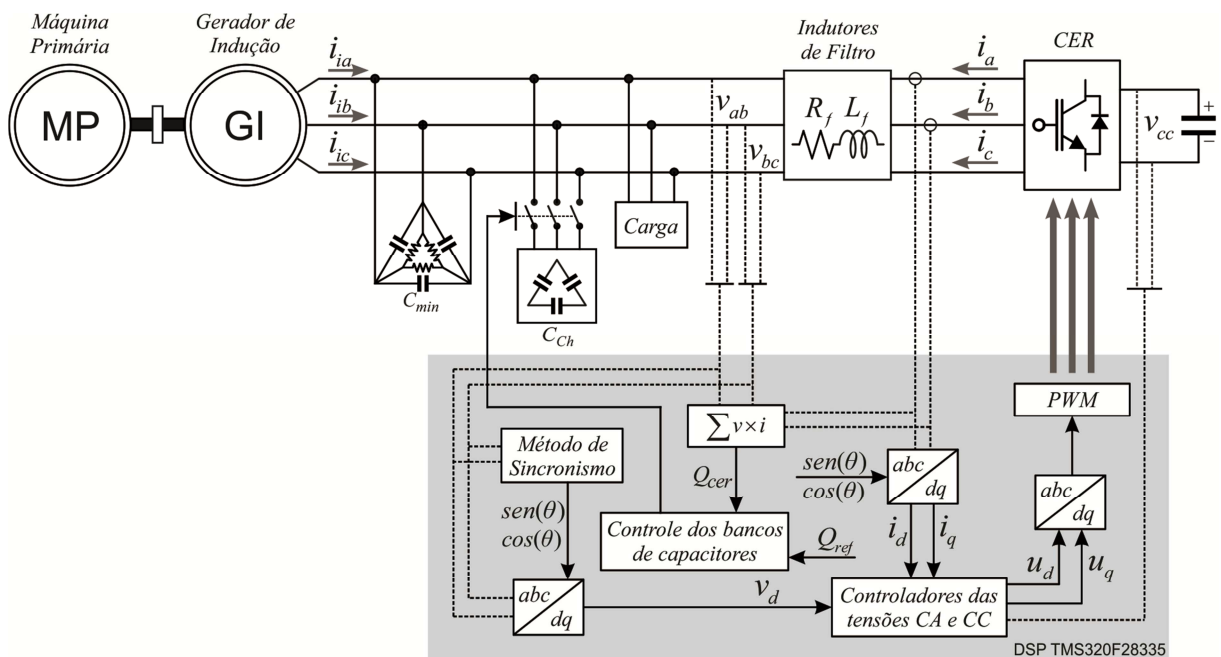 Máquina
Primária
Gerador de
Indução
Indutores
de Filtro
CER
MP
GI
i_ia
i_ib
i_ic
v_ab
v_bc
R_f L_f
i_a
i_b
i_c
v_cc
+
−
C_min
C_Ch
Carga
PWM
∑ v×i
Método de
Sincronismo
sen(θ)
cos(θ)
Q_cer
sen(θ)
cos(θ)
abc
dq
abc
dq
Controle dos bancos
de capacitores
Q_ref
i_d
i_q
u_d
u_q
abc
dq
v_d
Controladores das
tensões CA e CC
DSP TMS320F28335